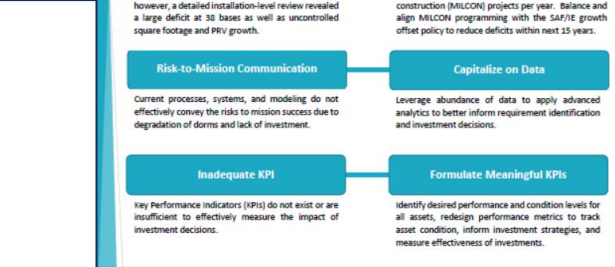 however, a detailed installation-level review revealed
a large deficit at 38 bases as well as uncontrolled
square footage and PRV growth.
construction (MILCON) projects per year. Balance and
align MILCON programming with the SAF/IE growth
offset policy to reduce deficits within next 15 years.
Risk-to-Mission Communication
Capitalize on Data
Current processes, systems, and modeling do not
effectively convey the risks to mission success due to
degradation of dorms and lack of investment.
Leverage abundance of data to apply advanced
analytics to better inform requirement identification
and investment decisions.
Inadequate KPI
Formulate Meaningful KPIs
Key Performance Indicators (KPIs) do not exist or are
insufficient to effectively measure the impact of
investment decisions.
Identify desired performance and condition levels for
all assets, redesign performance metrics to track
asset condition, inform investment strategies, and
measure effectiveness of investments.